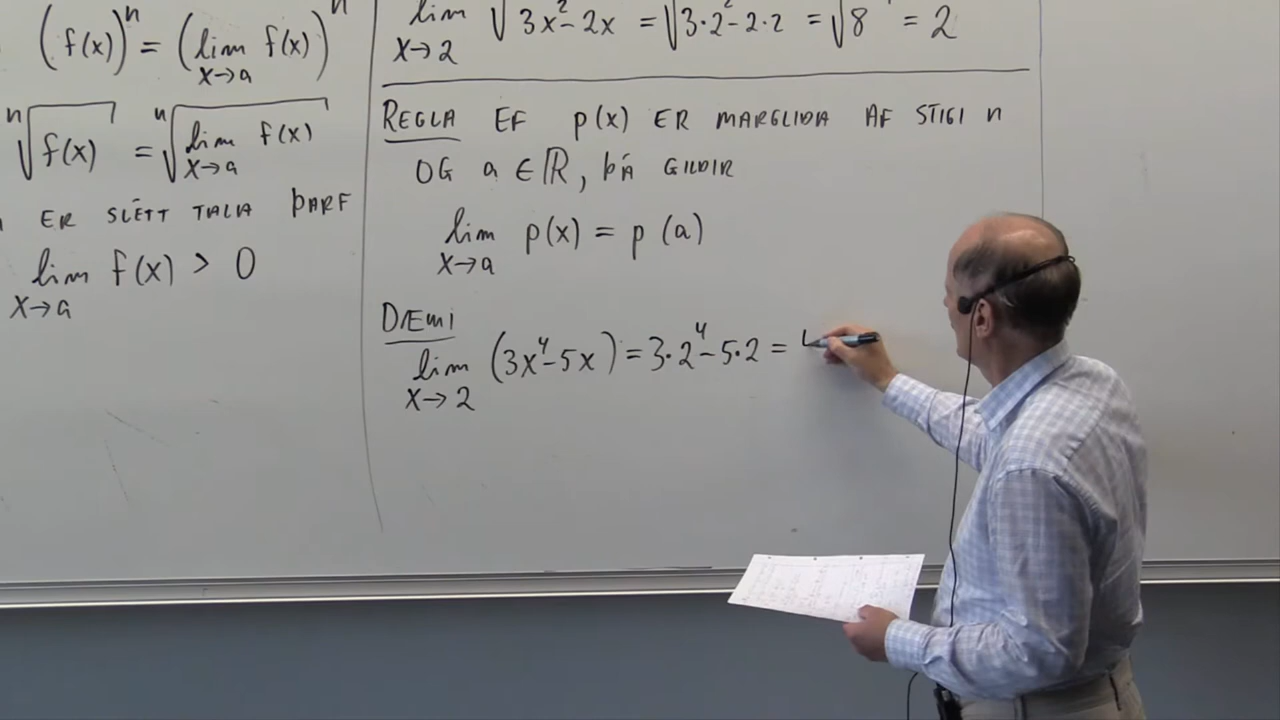 (f(x))ⁿ = (lim f(x))ⁿ
x→a
ⁿ√f(x) = ⁿ√lim f(x)
x→a
ER SLÉTT TALA ÞARF
lim f(x) > 0
x→a
lim √3x²-2x = √3·2²-2·2 = √8 = 2
x→2
REGLA EF p(x) ER MARGLIÐA AF STIGI n
OG a ∈ ℝ, ÞÁ GILDIR
lim p(x) = p(a)
x→a
DÆMI
lim (3x⁴-5x) = 3·2⁴-5·2 =
x→2